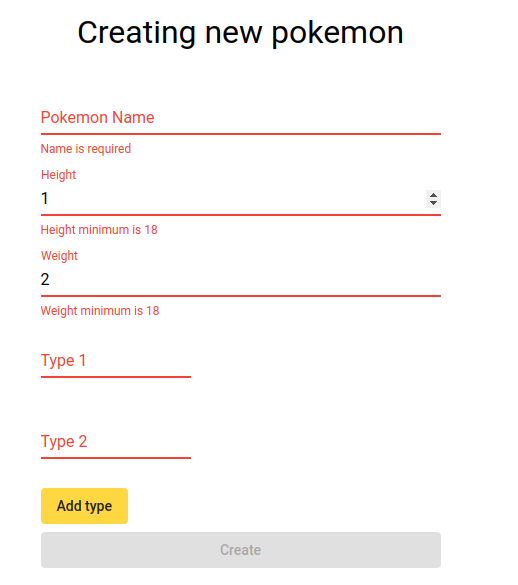 Creating new pokemon
Pokemon Name
Name is required
Height
1
Height minimum is 18
Weight
2
Weight minimum is 18
Type 1
Type 2
Add type
Create